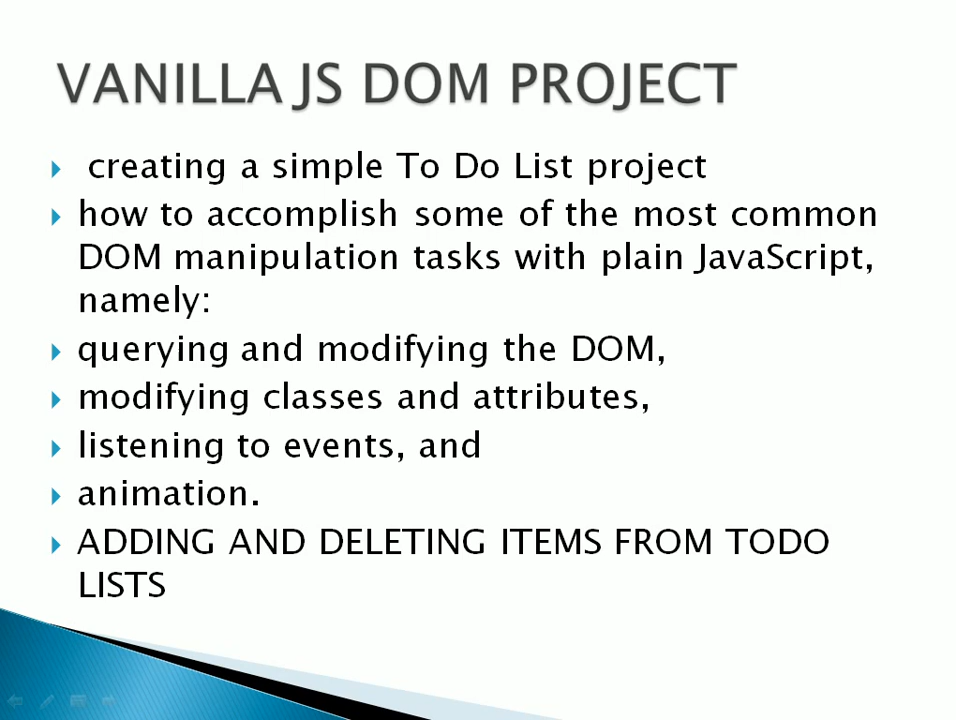 VANILLA JS DOM PROJECT
creating a simple To Do List project
how to accomplish some of the most common
DOM manipulation tasks with plain JavaScript,
namely:
querying and modifying the DOM,
modifying classes and attributes,
listening to events, and
animation.
ADDING AND DELETING ITEMS FROM TODO
LISTS